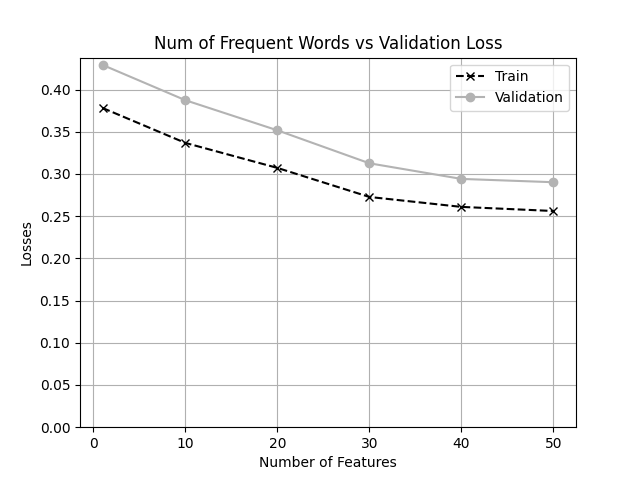 Num of Frequent Words vs Validation Loss
Train
Validation
0.40
0.35
0.30
0.25
0.20
0.15
0.10
0.05
0.00
Losses
0 10 20 30 40 50
Number of Features